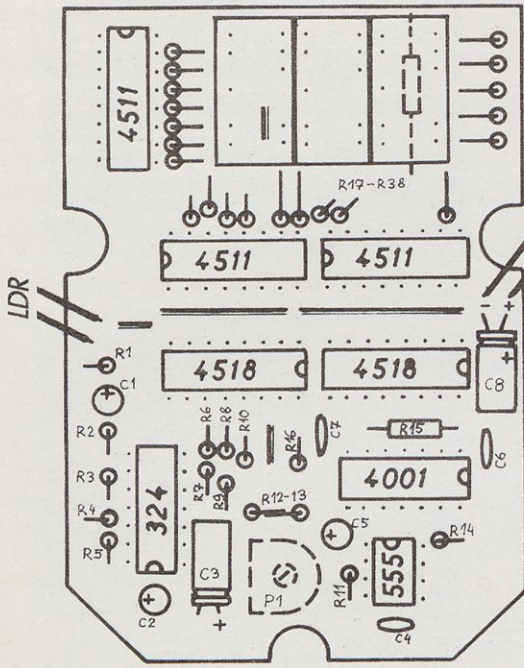 4511
R17-R38
4511
4511
LDR
- +
R1
4518
4518
+
C8
+
C1
R2
R6
R8
R10
C7
R15
R16
C6
R3
R7
R9
324
4001
R4
R12-13
R5
C5
+
R14
C3
555
P1
R11
+
C2
+
C4